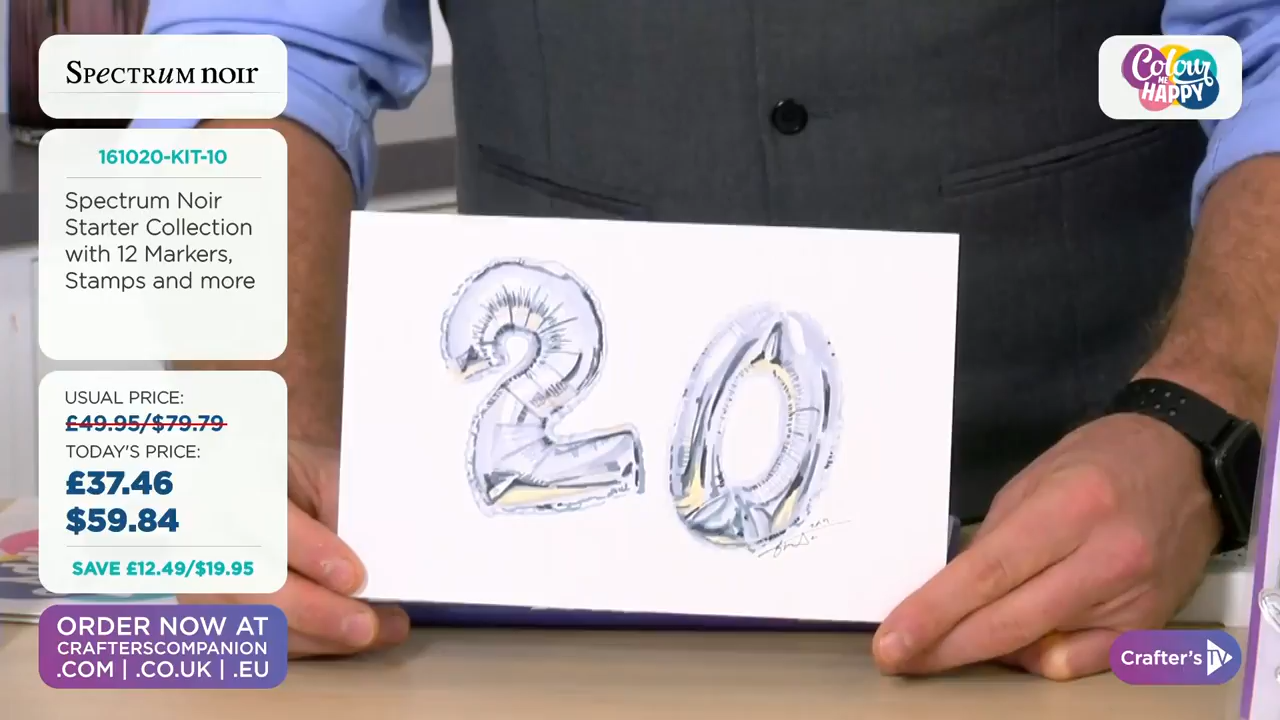 Spectrum noir
161020-KIT-10
Spectrum Noir
Starter Collection
with 12 Markers,
Stamps and more
USUAL PRICE:
£49.95/$79.79
TODAY'S PRICE:
£37.46
$59.84
SAVE £12.49/$19.95
ORDER NOW AT
CRAFTERSCOMPANION
.COM | .CO.UK | .EU
20
Colour
ME
HAPPY
Crafter's TV